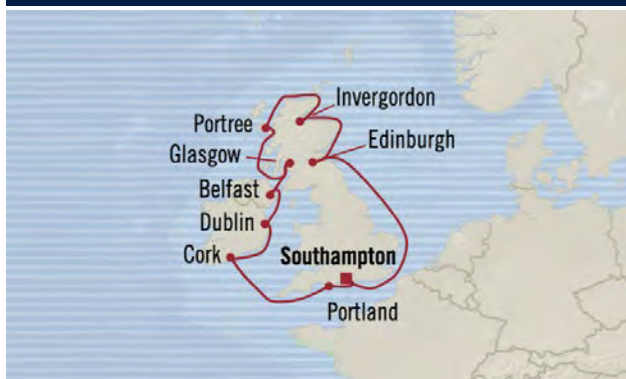 Invergordon
Portree
Edinburgh
Glasgow
Belfast
Dublin
Cork
Southampton
Portland